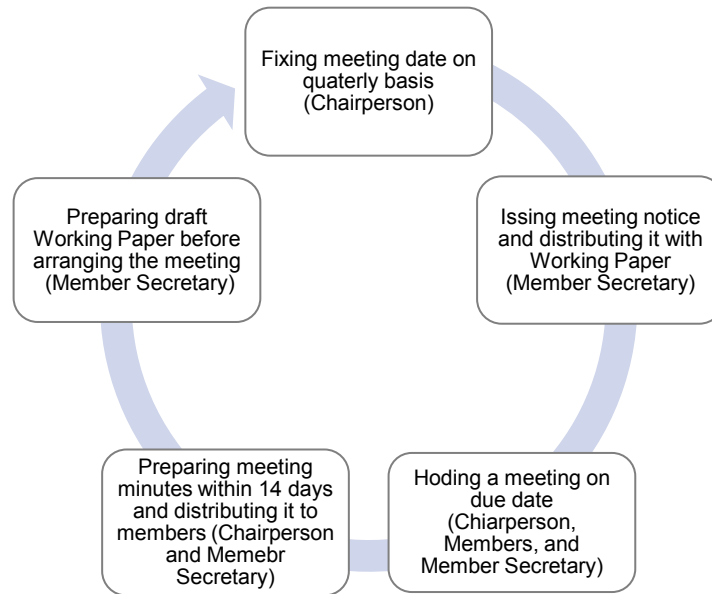 Fixing meeting date on
quaterly basis
(Chairperson)
Issing meeting notice
and distributing it with
Working Paper
(Member Secretary)
Hoding a meeting on
due date
(Chiarperson,
Members, and
Member Secretary)
Preparing meeting
minutes within 14 days
and distributing it to
members (Chairperson
and Memebr
Secretary)
Preparing draft
Working Paper before
arranging the meeting
(Member Secretary)